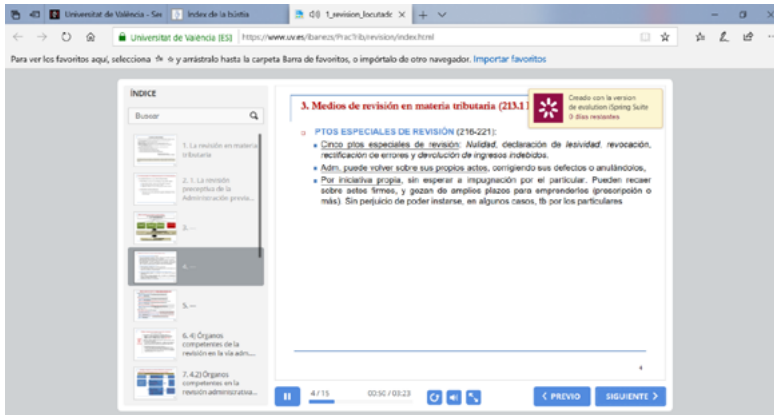 Universitat de València - Ser
Índex de la bústia
1_revision_locutado
Universitat de València [ES]
https://www.uv.es/ibanezs/PracTrib/revision/index.html
Para ver los favoritos aquí, selecciona
y arrástralo hasta la carpeta Barra de favoritos, o impórtalo de otro navegador. Importar favoritos
ÍNDICE
Buscar
1. La revisión en materia
tributaria
2. 1. La revisión
preceptiva de la
Administración previa...
3. ---
4. ---
5. ---
6. 4) Órganos
competentes de la
revisión en la vía adm....
7. 4.2) Órganos
competentes en la
revisión administrativa...
3. Medios de revisión en materia tributaria (213.1
Creado con la version
de evolution iSpring Suite
0 días restantes
PTOS ESPECIALES DE REVISIÓN (216-221):
Cinco ptos especiales de revisión: Nulidad, declaración de lesividad, revocación,
rectificación de errores y devolución de ingresos indebidos.
Adm. puede volver sobre sus propios actos, corrigiendo sus defectos o anulándolos,
Por iniciativa propia, sin esperar a impugnación por el particular. Pueden recaer
sobre actos firmes, y gozan de amplios plazos para emprenderlos (prescripción o
más). Sin perjuicio de poder instarse, en algunos casos, tb por los particulares
4
4 / 15
00:50 / 03:23
PREVIO
SIGUIENTE